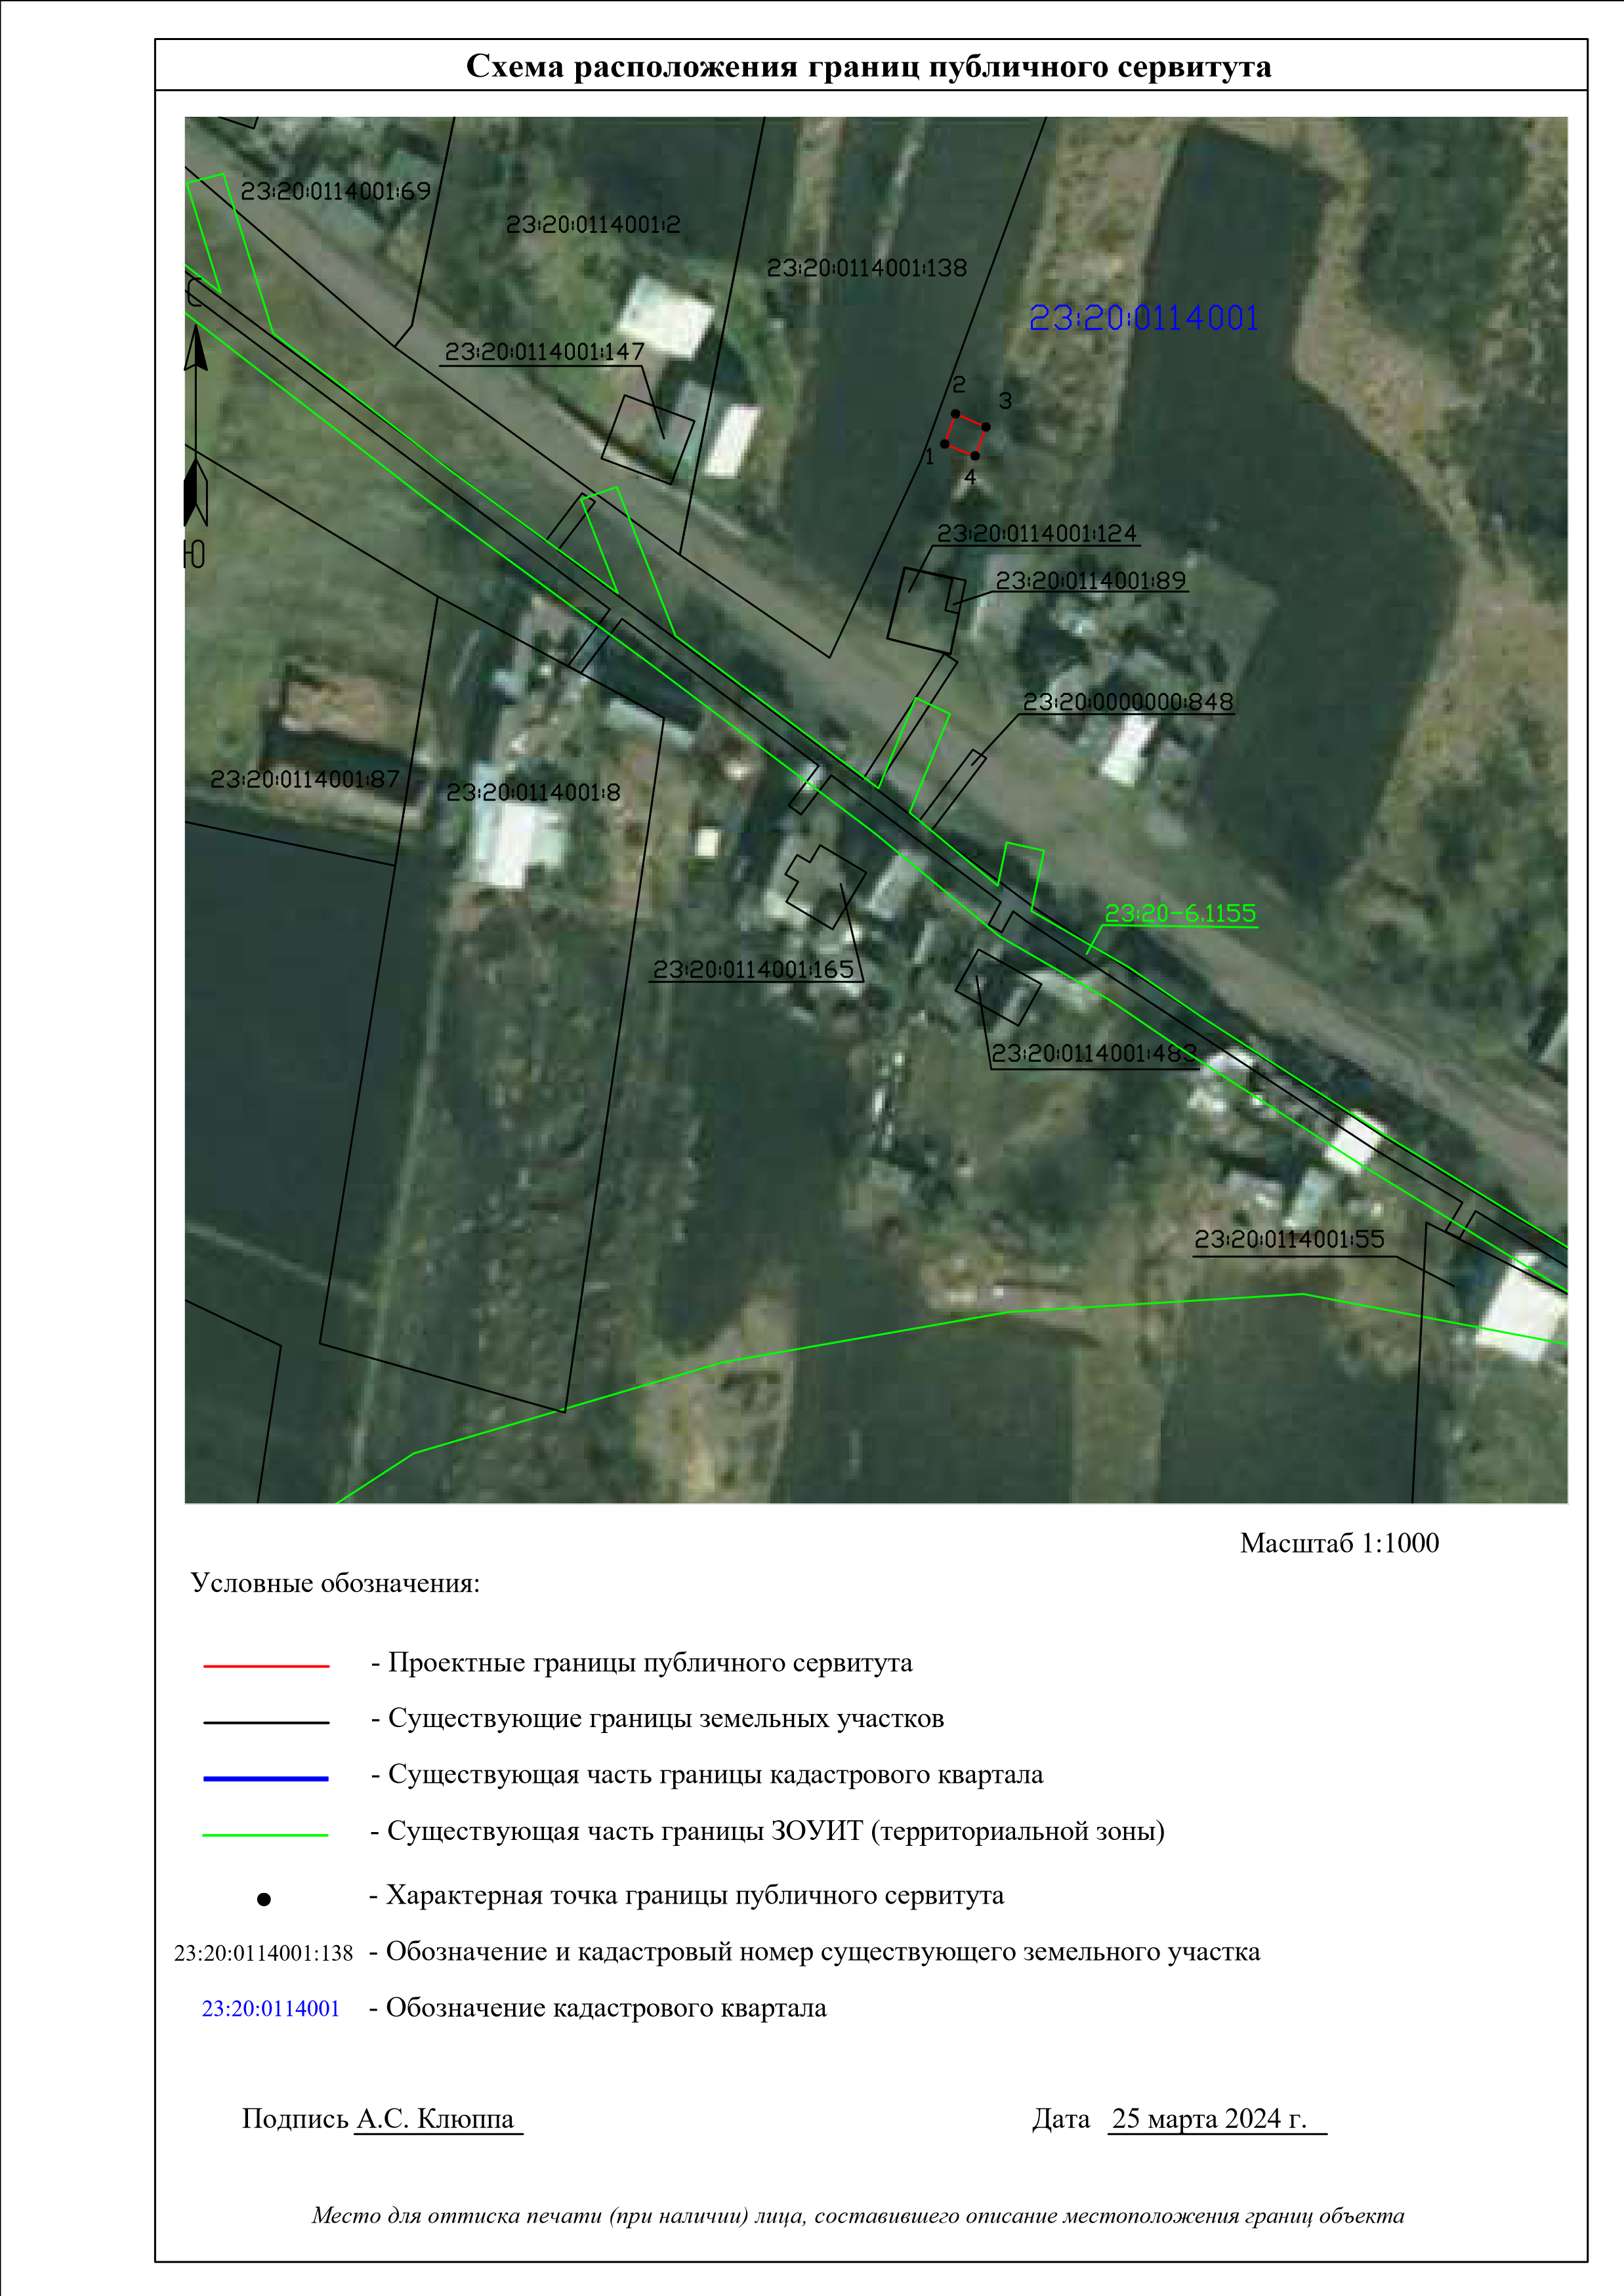 Схема расположения границ публичного сервитута
23:20:0114001:69
23:20:0114001:2
23:20:0114001:138
С
23:20:0114001
23:20:0114001:147
2
3
1
4
23:20:0114001:124
Ю
23:20:0114001:89
23:20:0000000:848
23:20:0114001:87
23:20:0114001:8
23:20-6.1155
23:20:0114001:165
23:20:0114001:483
23:20:0114001:55
Масштаб 1:1000
Условные обозначения:
- Проектные границы публичного сервитута
- Существующие границы земельных участков
- Существующая часть границы кадастрового квартала
- Существующая часть границы ЗОУИТ (территориальной зоны)
- Характерная точка границы публичного сервитута
23:20:0114001:138 - Обозначение и кадастровый номер существующего земельного участка
23:20:0114001 - Обозначение кадастрового квартала
Подпись А.С. Клюппа Дата 25 марта 2024 г.
Место для оттиска печати (при наличии) лица, составившего описание местоположения границ объекта